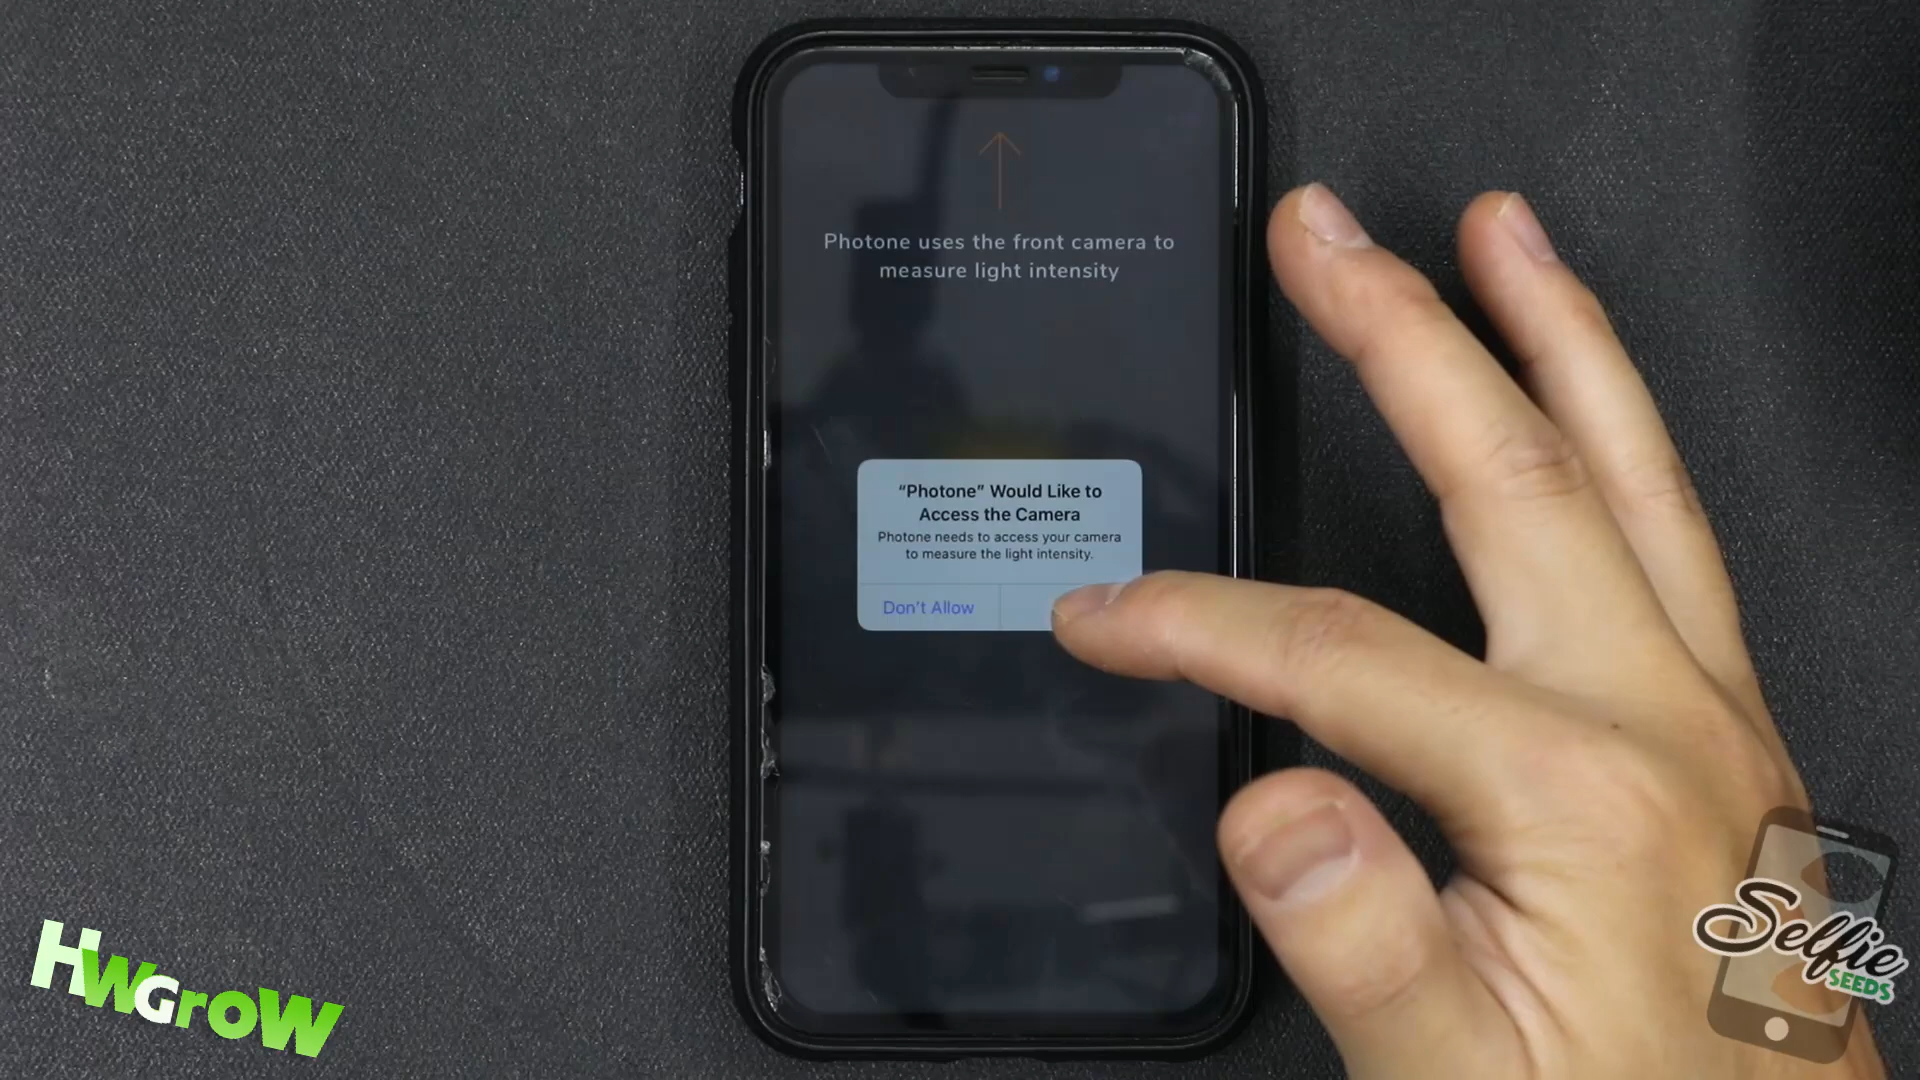 Photone uses the front camera to
measure light intensity
“Photone” Would Like to
Access the Camera
Photone needs to access your camera
to measure the light intensity.
Don't Allow
HWGroW
Selfie
SEEDS